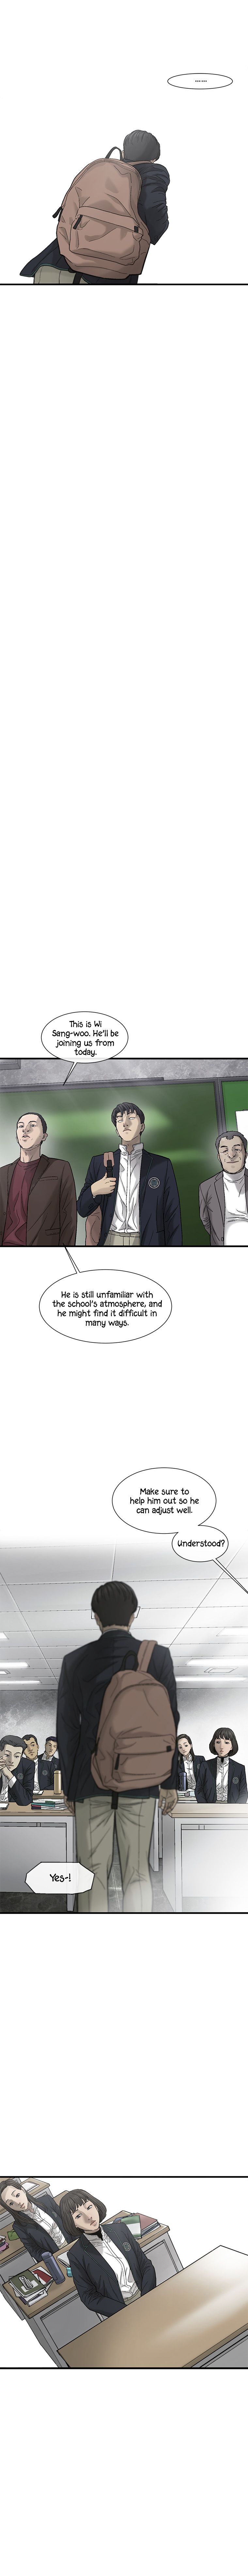 ......
This is Wi
Sang-woo. He'll be
joining us from
today.
He is still unfamiliar with
the school's atmosphere, and
he might find it difficult in
many ways.
Make sure to
help him out so he
can adjust well.
Understood?
Yes-!